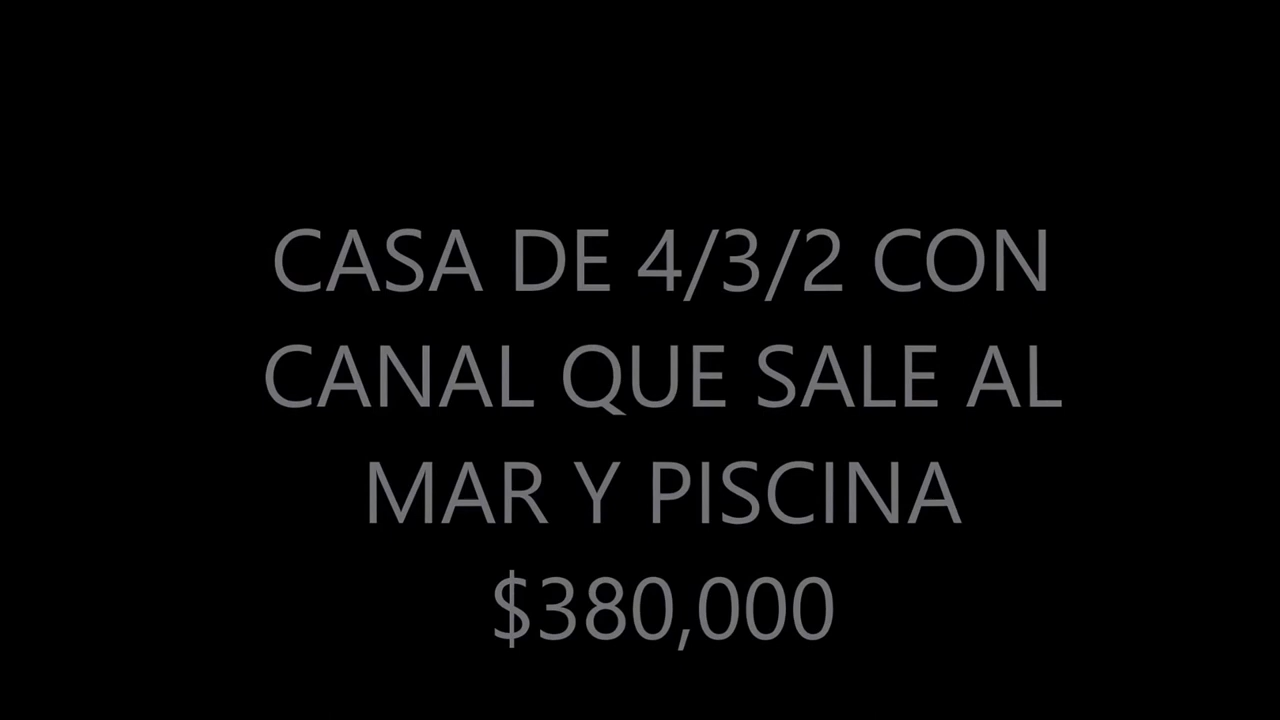 CASA DE 4/3/2 CON
CANAL QUE SALE AL
MAR Y PISCINA
$380,000